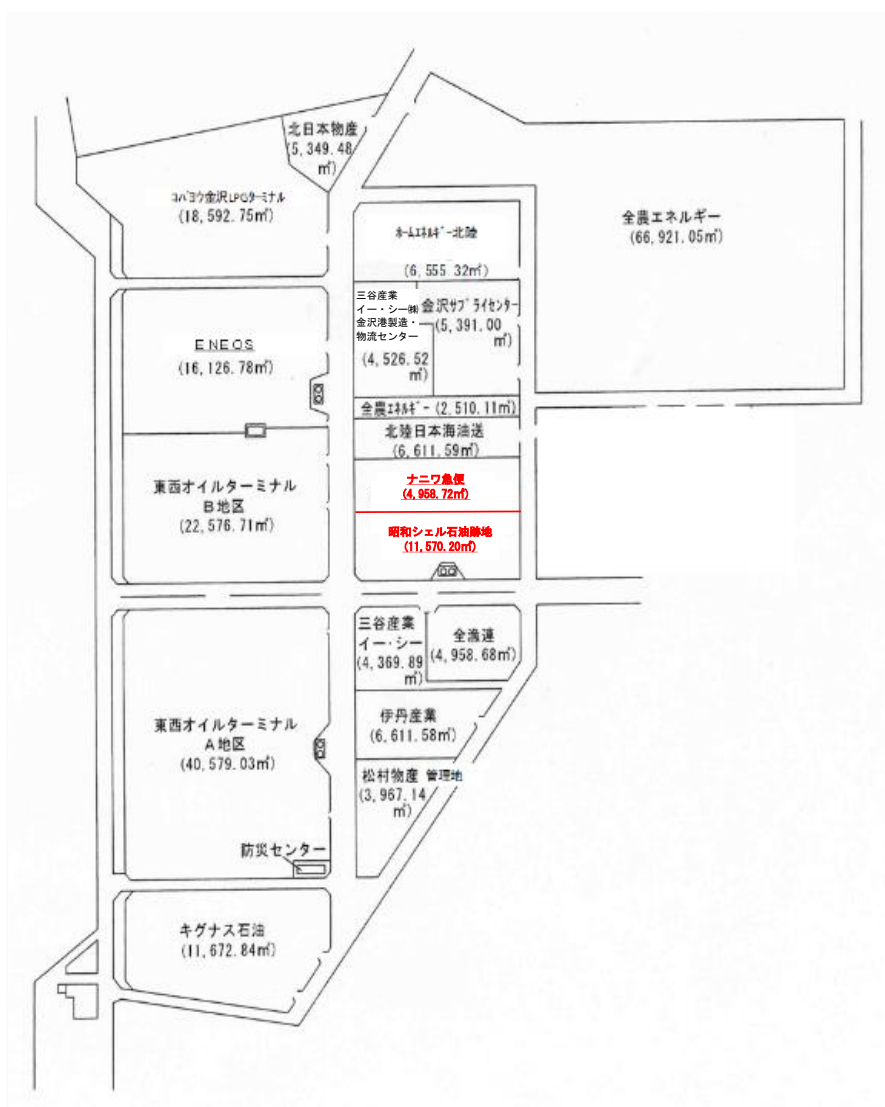 北日本物産
(5,349.48
㎡)
コバヨウ金沢LPGターミナル
(18,592.75㎡)
全農エネルギー
(66,921.05㎡)
ホームエネルギー北陸
(6,555.32㎡)
三谷産業
イー・シー㈱
金沢港製造・
物流センター
(4,526.52
㎡)
金沢サプライセンター
(5,391.00
㎡)
ENEOS
(16,126.78㎡)
全農エネルギー(2,510.11㎡)
北陸日本海油送
(6,611.59㎡)
東西オイルターミナル
B地区
(22,576.71㎡)
ナニワ急便
(4,958.72㎡)
昭和シェル石油跡地
(11,570.20㎡)
三谷産業
イー・シー
(4,369.89
㎡)
全漁連
(4,958.68㎡)
東西オイルターミナル
A地区
(40,579.03㎡)
伊丹産業
(6,611.58㎡)
松村物産 管理地
(3,967.14
㎡)
防災センター
キグナス石油
(11,672.84㎡)